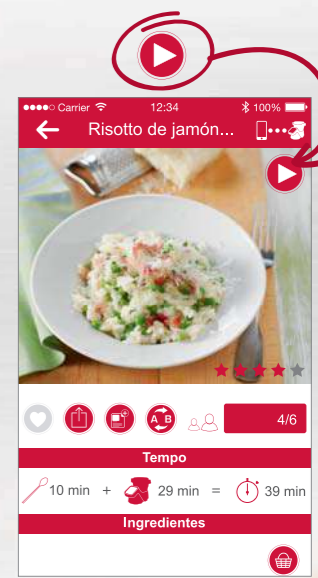 Carrier 12:34 100%
Risotto de jamón...
A B 4/6
Tempo
10 min + 29 min = 39 min
Ingredientes